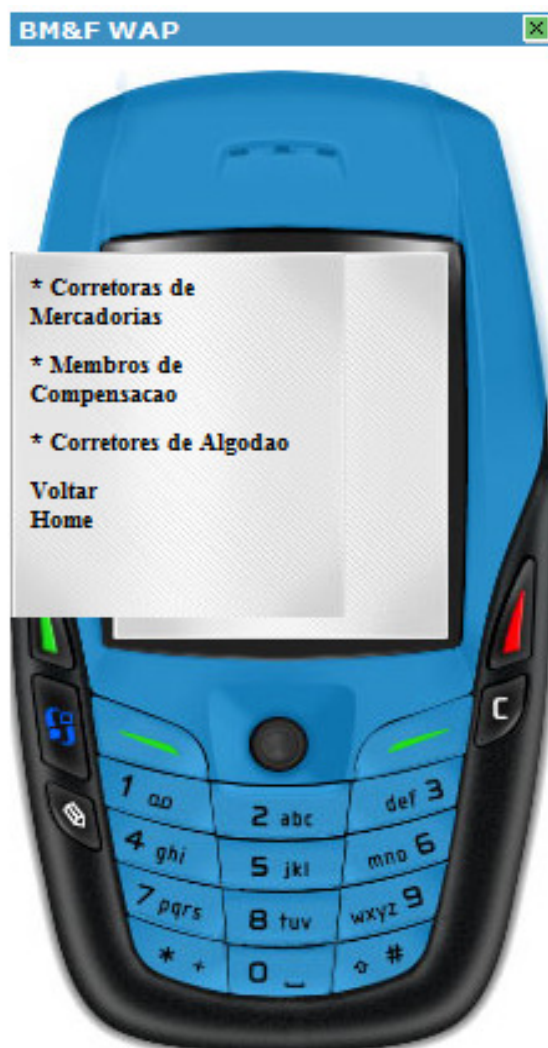 BM&F WAP
* Corretoras de
Mercadorias
* Membros de
Compensacao
* Corretores de Algodao
Voltar
Home
C
1 oo
2 abc
def 3
4 ghi
5 jkl
mno 6
7 pqrs
8 tuv
wxyz 9
* +
0
#